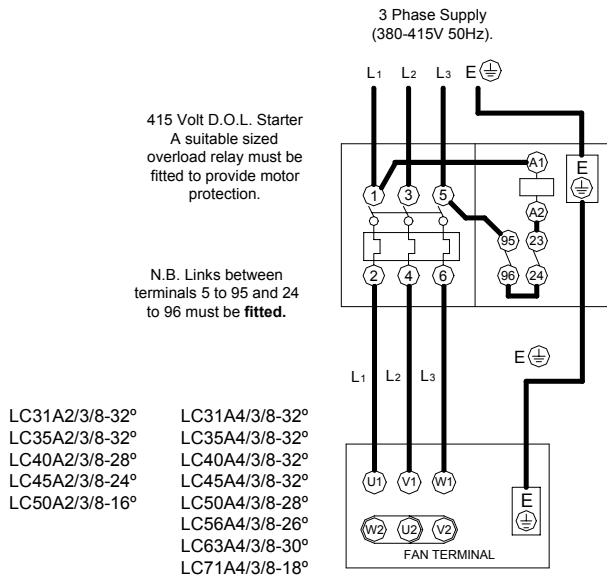 3 Phase Supply
(380-415V 50Hz).
L1 L2 L3 E
415 Volt D.O.L. Starter
A suitable sized
overload relay must be
fitted to provide motor
protection.
A1
E
1 3 5
A2
95 23
2 4 6 96 24
N.B. Links between
terminals 5 to 95 and 24
to 96 must be fitted.
E
L1 L2 L3
LC31A2/3/8-32º LC31A4/3/8-32º
LC35A2/3/8-32º LC35A4/3/8-32º
LC40A2/3/8-28º LC40A4/3/8-32º
LC45A2/3/8-24º LC45A4/3/8-32º
LC50A2/3/8-16º LC50A4/3/8-28º
LC56A4/3/8-26º
LC63A4/3/8-30º
LC71A4/3/8-18º
U1 V1 W1
E
W2 U2 V2
FAN TERMINAL